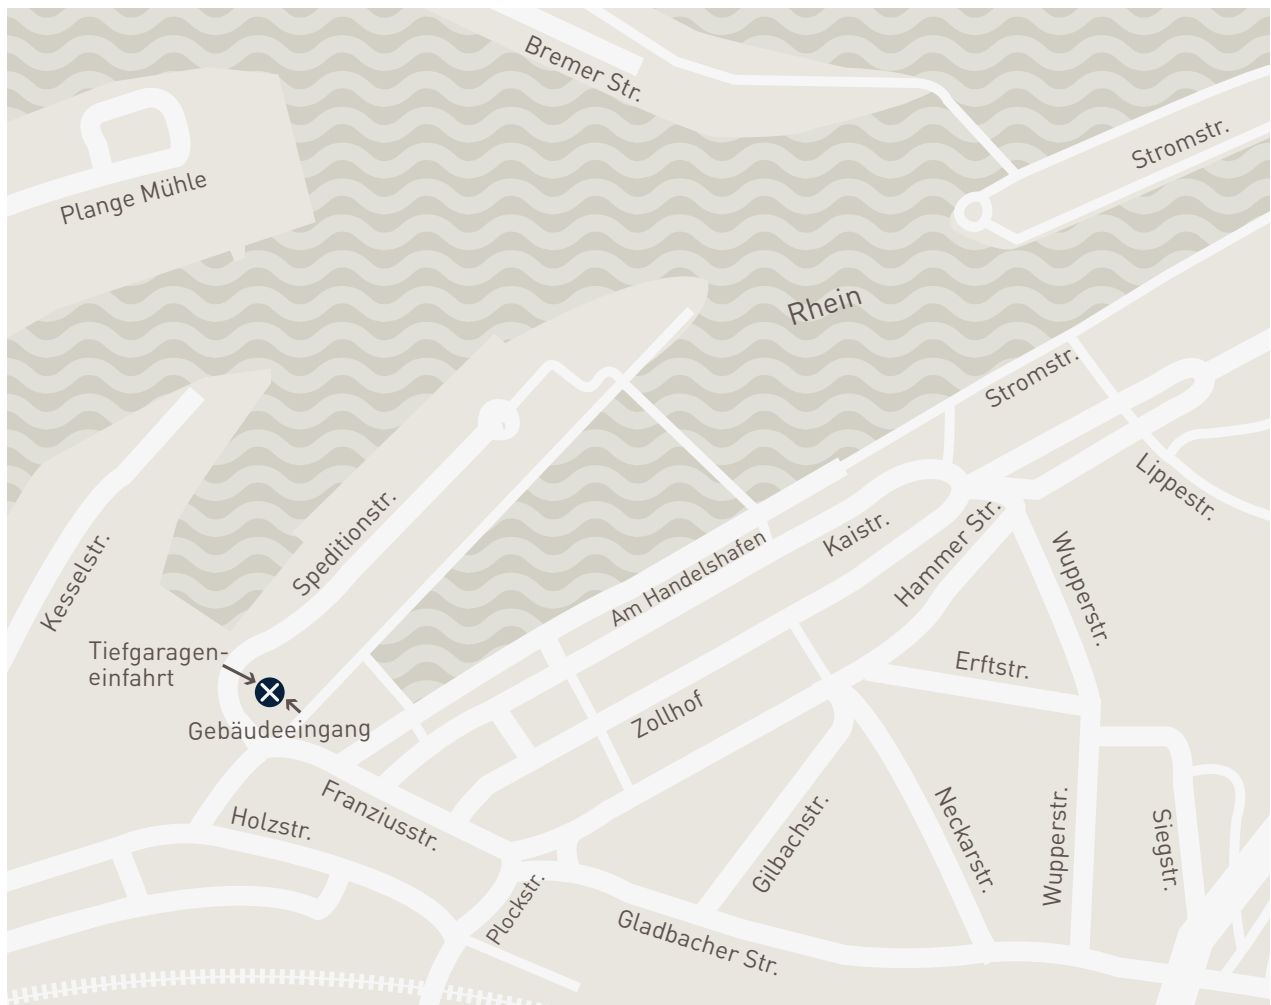 Bremer Str.
Stromstr.
Plange Mühle
Rhein
Stromstr.
Lippestr.
Speditionstr.
Kaistr.
Hammer Str.
Am Handelshafen
Kesselstr.
Wupperstr.
Tiefgaragen-
einfahrt
Erftstr.
Gebäudeeingang
Zollhof
Franziusstr.
Holzstr.
Gilbachstr.
Neckarstr.
Wupperstr.
Siegstr.
Plockstr.
Gladbacher Str.